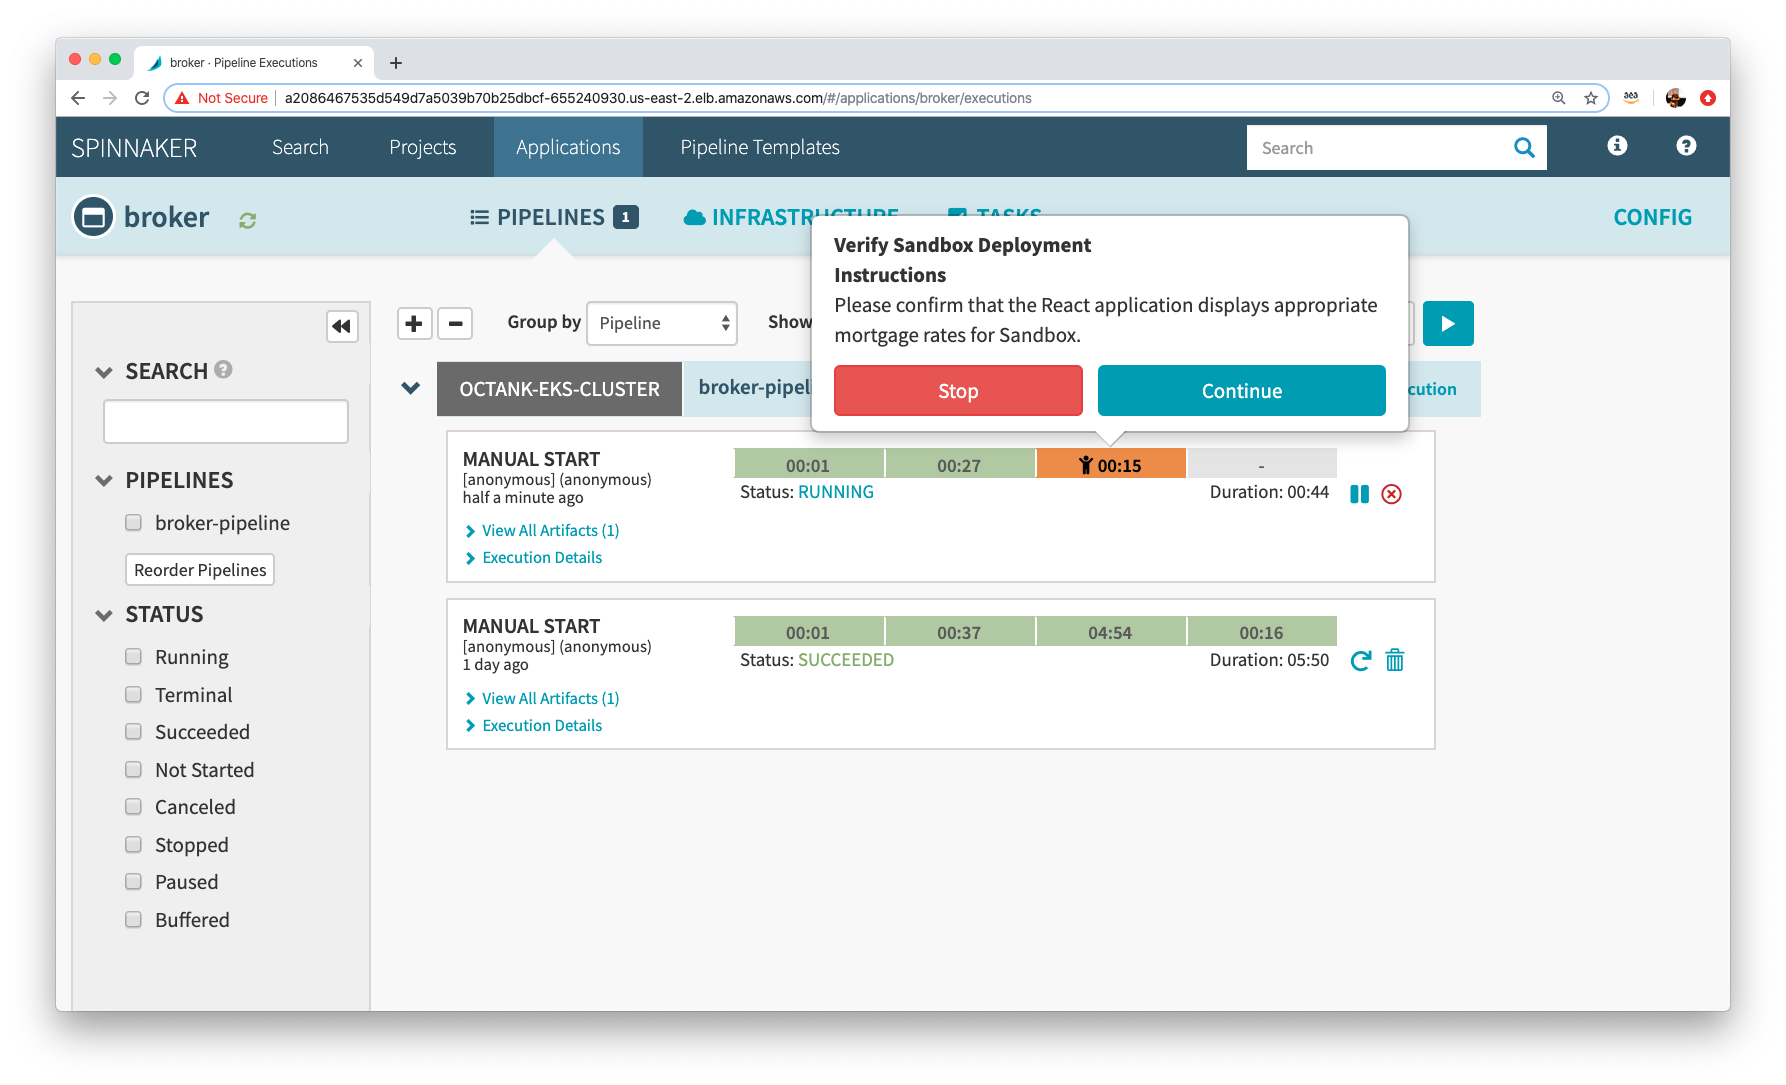 broker · Pipeline Executions
Not Secure a2086467535d549d7a5039b70b25dbcf-655240930.us-east-2.elb.amazonaws.com/#/applications/broker/executions
SPINNAKER Search Projects Applications Pipeline Templates Search
broker PIPELINES 1 INFRASTRUCTURE TASKS CONFIG
Verify Sandbox Deployment
Instructions
Please confirm that the React application displays appropriate
mortgage rates for Sandbox.
Stop Continue
Group by Pipeline Show
SEARCH
OCTANK-EKS-CLUSTER broker-pipel cution
PIPELINES
broker-pipeline
Reorder Pipelines
STATUS
Running
Terminal
Succeeded
Not Started
Canceled
Stopped
Paused
Buffered
MANUAL START
[anonymous] (anonymous)
half a minute ago
00:01 00:27 00:15 -
Status: RUNNING Duration: 00:44
View All Artifacts (1)
Execution Details
MANUAL START
[anonymous] (anonymous)
1 day ago
00:01 00:37 04:54 00:16
Status: SUCCEEDED Duration: 05:50
View All Artifacts (1)
Execution Details